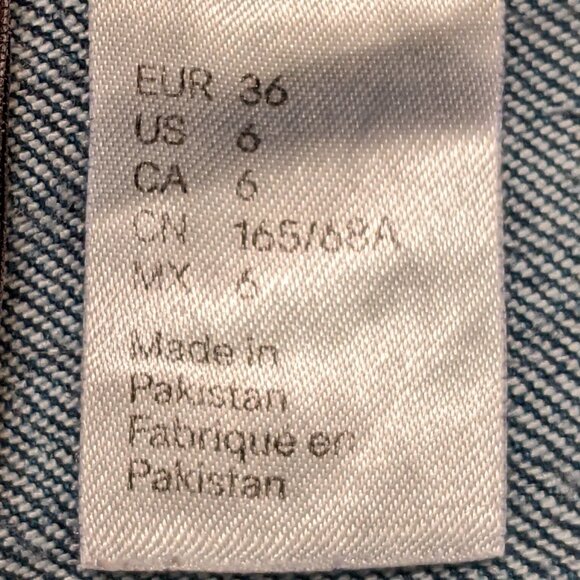 EUR 36
US 6
CA 6
CN 165/68A
MX 6
Made in
Pakistan
Fabriqué en
Pakistan